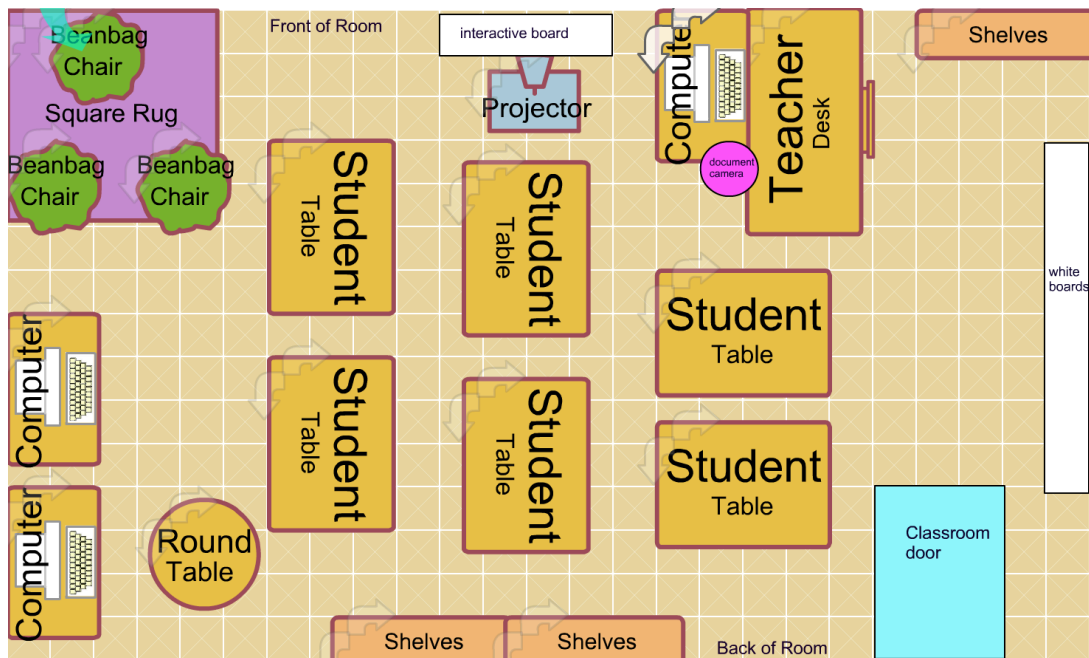 Front of Room
interactive board
Shelves
Beanbag
Chair
Square Rug
Beanbag
Chair
Beanbag
Chair
Projector
Computer
Teacher
Desk
document
camera
Student
Table
Student
Table
white
boards
Student
Table
Computer
Student
Table
Student
Table
Student
Table
Computer
Round
Table
Classroom
door
Shelves
Shelves
Back of Room